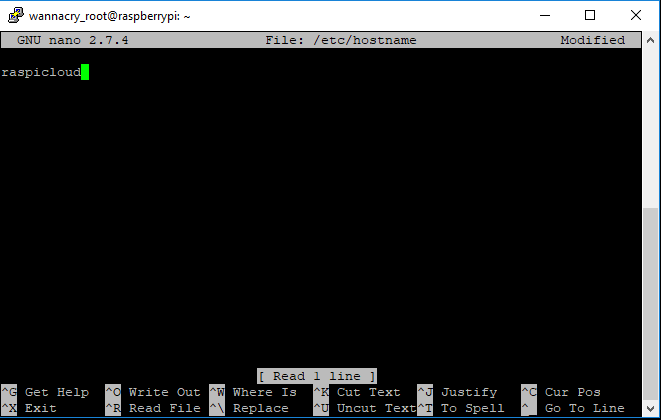 wannacry_root@raspberrypi: ~
GNU nano 2.7.4 File: /etc/hostname Modified
raspicloud
[ Read 1 line ]
^G Get Help ^O Write Out ^W Where Is ^K Cut Text ^J Justify ^C Cur Pos
^X Exit ^R Read File ^\ Replace ^U Uncut Text^T To Spell ^_ Go To Line